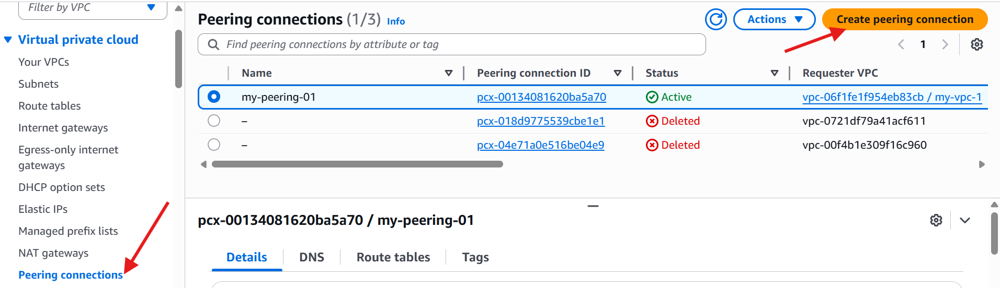 Filter by VPC
Virtual private cloud
Your VPCs
Subnets
Route tables
Internet gateways
Egress-only internet
gateways
DHCP option sets
Elastic IPs
Managed prefix lists
NAT gateways
Peering connections
Peering connections (1/3) Info
Actions
Create peering connection
Find peering connections by attribute or tag
1
Name Peering connection ID Status Requester VPC
my-peering-01 pcx-00134081620ba5a70 Active vpc-06f1fe1f954eb83cb / my-vpc-1
– pcx-018d9775539cbe1e1 Deleted vpc-0721df79a41acf611
– pcx-04e71a0e516be04e9 Deleted vpc-00f4b1e309f16c960
pcx-00134081620ba5a70 / my-peering-01
Details DNS Route tables Tags